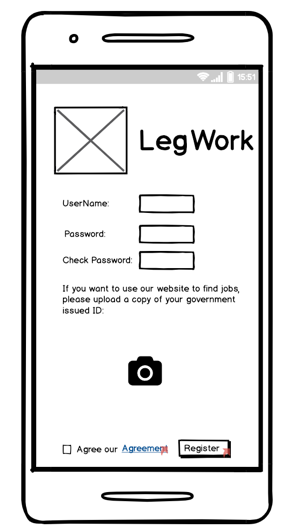 15:51
LegWork
UserName:
Password:
Check Password:
If you want to use our website to find jobs,
please upload a copy of your government
issued ID:
Agree our Agreement Register